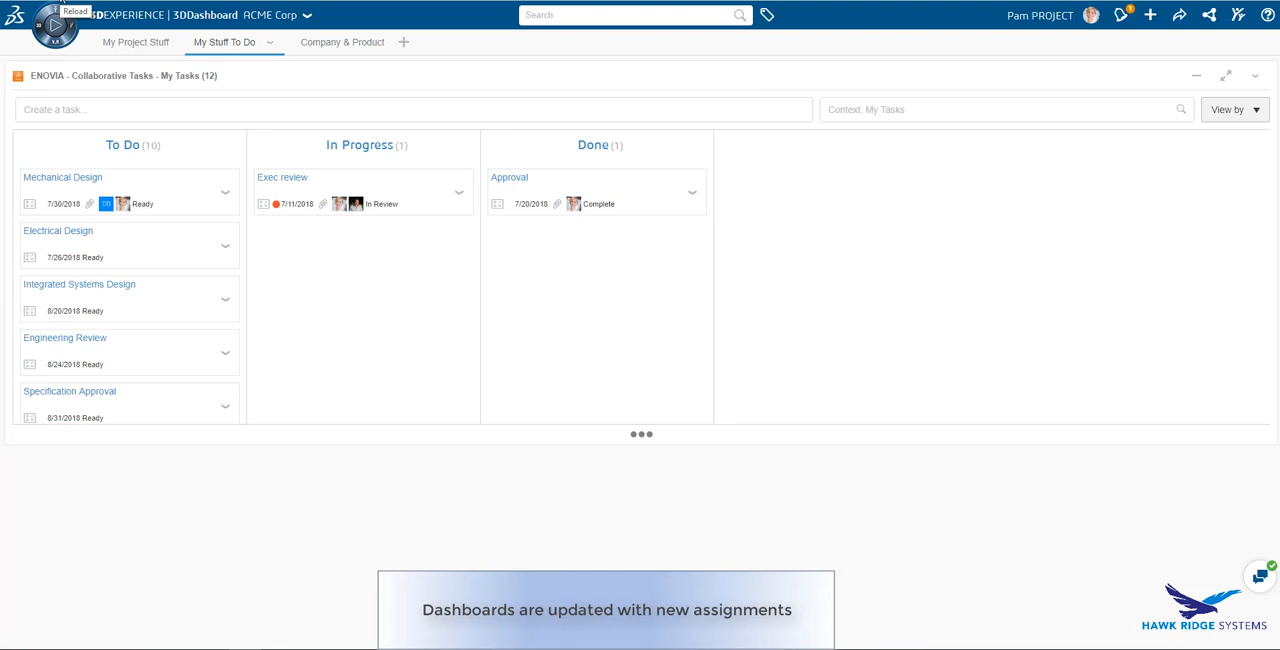 Reload
3DEXPERIENCE | 3DDashboard ACME Corp
Search
Pam PROJECT
1
My Project Stuff
My Stuff To Do
Company & Product
ENOVIA - Collaborative Tasks - My Tasks (12)
Create a task...
Context: My Tasks
View by
To Do (10)
In Progress (1)
Done (1)
Mechanical Design
7/30/2018 DD Ready
Electrical Design
7/26/2018 Ready
Integrated Systems Design
8/20/2018 Ready
Engineering Review
8/24/2018 Ready
Specification Approval
8/31/2018 Ready
Exec review
7/11/2018 In Review
Approval
7/20/2018 Complete
Dashboards are updated with new assignments
HAWK RIDGE SYSTEMS